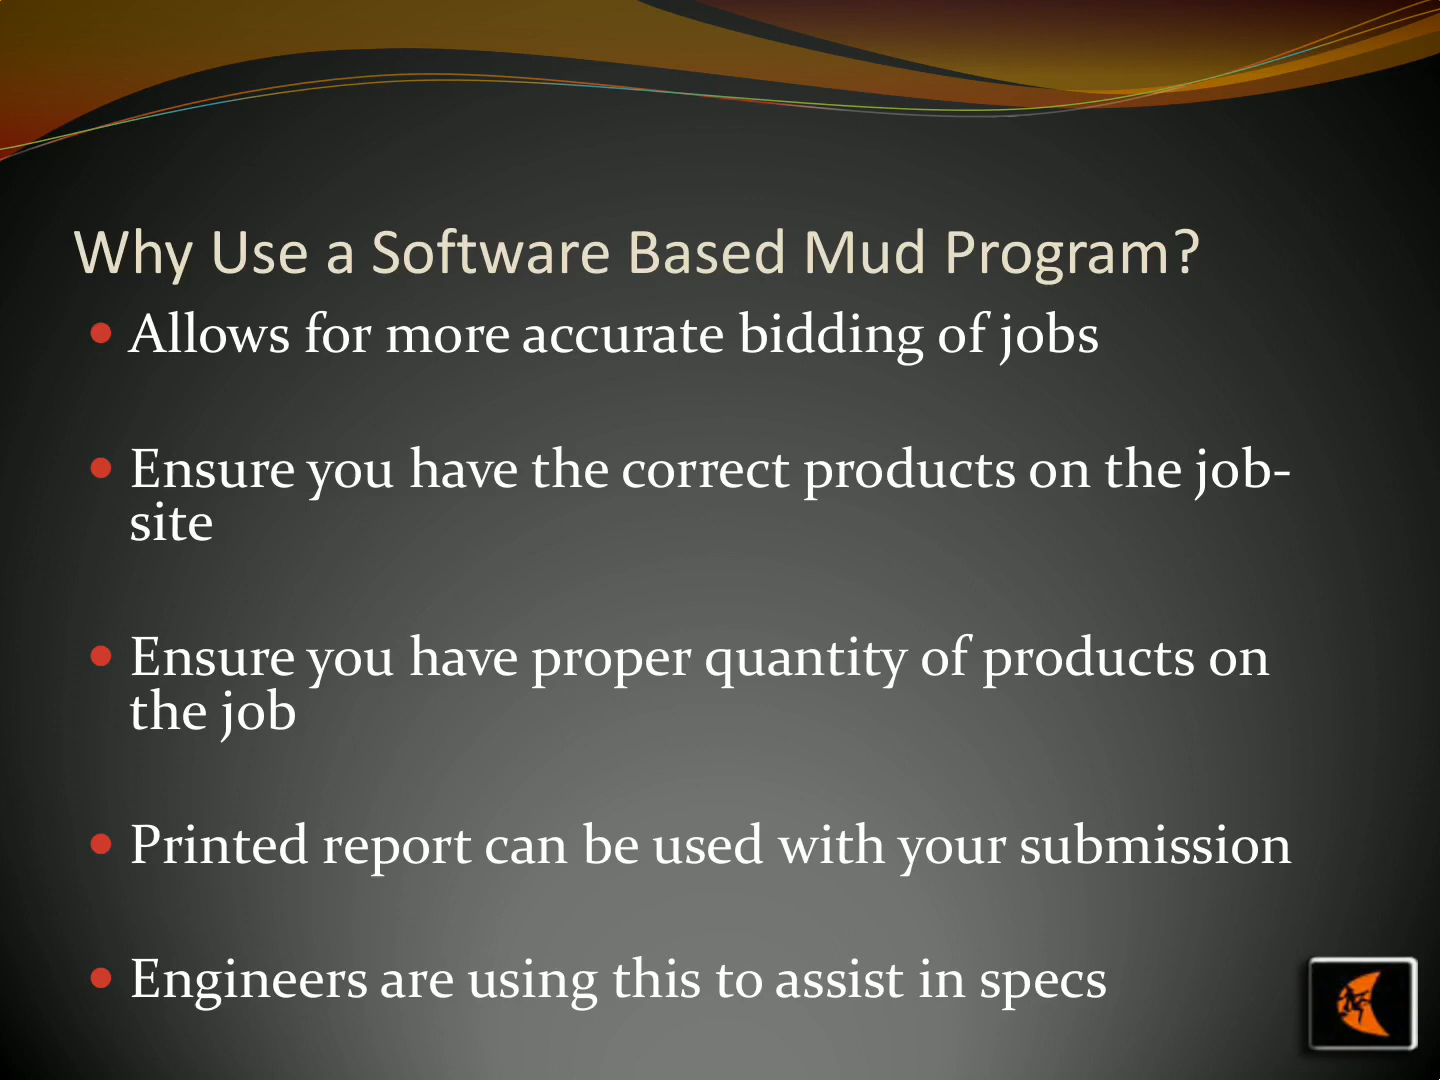 Why Use a Software Based Mud Program?
Allows for more accurate bidding of jobs
Ensure you have the correct products on the job-
site
Ensure you have proper quantity of products on
the job
Printed report can be used with your submission
Engineers are using this to assist in specs